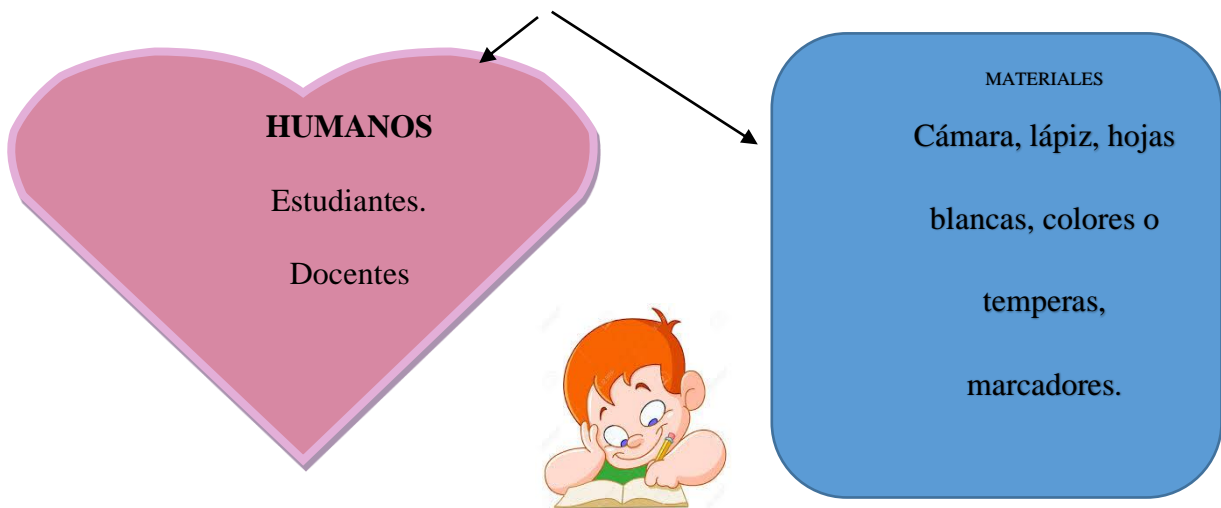 HUMANOS
Estudiantes.
Docentes
MATERIALES
Cámara, lápiz, hojas
blancas, colores o
temperas,
marcadores.